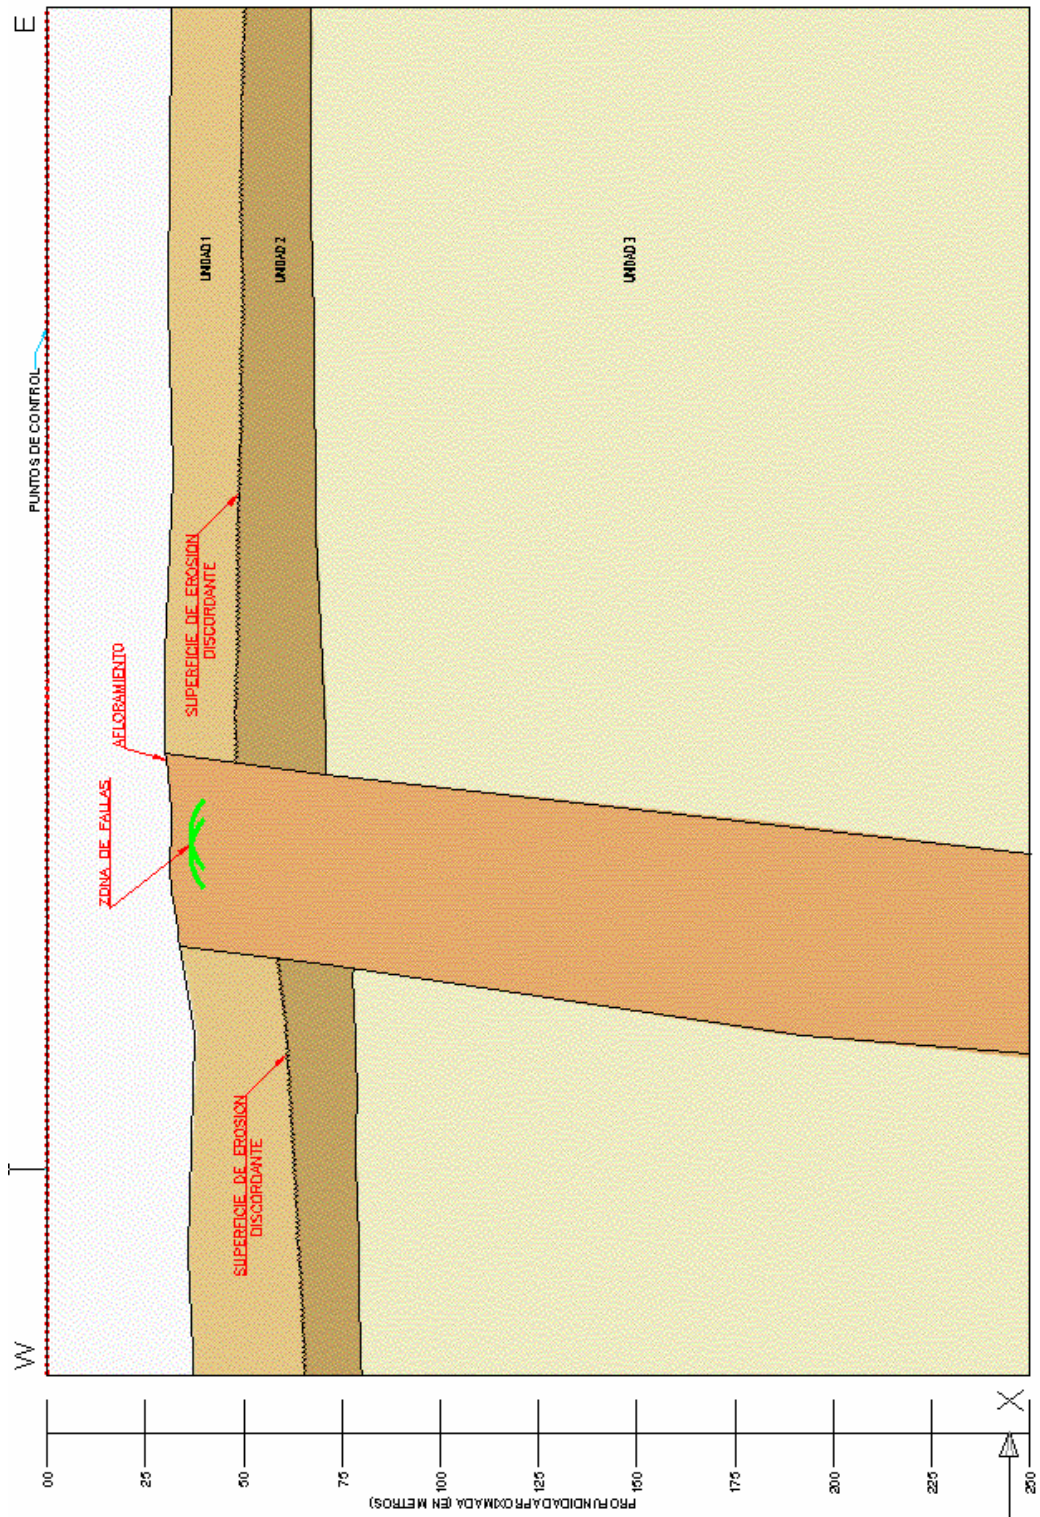 W
E
PUNTOS DE CONTROL
ZONA DE FALLAS
AFLORAMIENTO
SUPERFICIE DE EROSION
DISCORDANTE
SUPERFICIE DE EROSION
DISCORDANTE
UNIDAD 1
UNIDAD 2
UNIDAD 3
PROFUNDIDAD APROXIMADA (EN METROS)
00
25
50
75
100
125
150
175
200
225
250
X